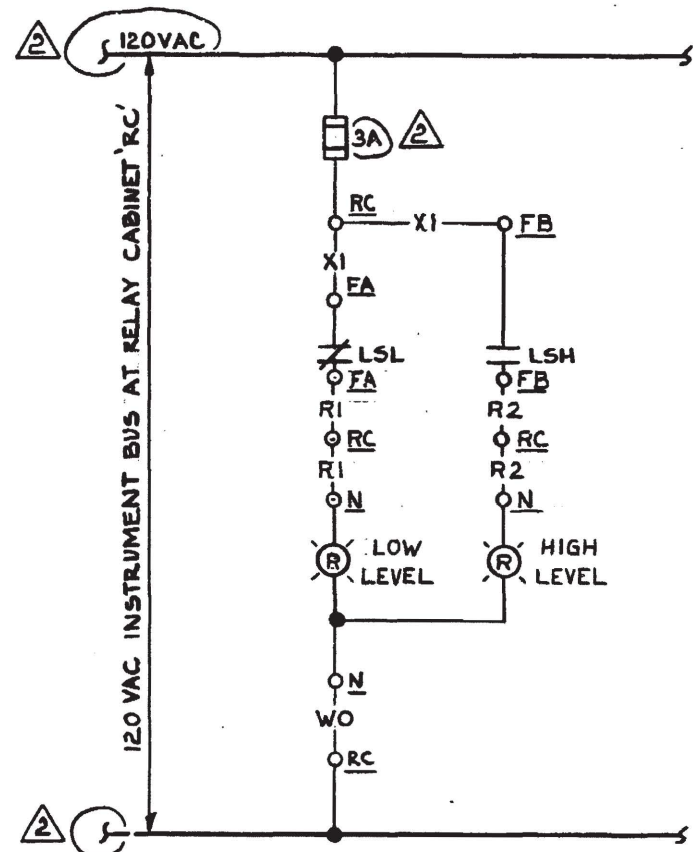 2 120VAC
120 VAC INSTRUMENT BUS AT RELAY CABINET 'RC'
3A 2
RC
X1 FB
X1
FA
LSL LSH
FA FB
R1 R2
RC RC
R1 R2
N N
R LOW LEVEL
R HIGH LEVEL
N
WO
RC
2